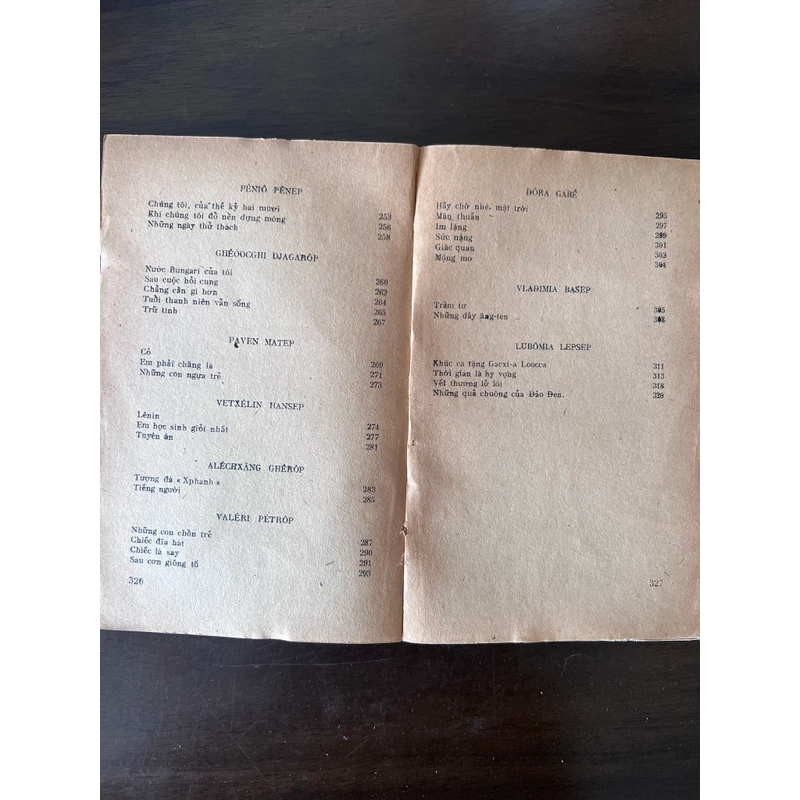 PÊNIÔ PÊNEP
Chúng tôi, của thế kỷ hai mươi 253
Khi chúng tôi đổ nền dựng móng 256
Những ngày thử thách 258
GHÊOOCGHI DJAGARÔP
Nước Bungari của tôi 260
Sau cuộc hỏi cung 262
Chẳng cần gì hơn 264
Tuổi thanh niên vẫn sống 265
Trữ tình 267
PAVEN MATEP
Cỏ 269
Em phải chăng là 271
Những con ngựa trẻ 273
VETXÊLIN HANSEP
Lênin 274
Em học sinh giỏi nhất 277
Tuyên án 281
ALÊCHXĂNG GHÊRÔP
Tượng đá « Xphanh » 283
Tiếng người 285
VALÊRI PÊTRÔP
Những con chồn trẻ 287
Chiếc đĩa hát 290
Chiếc lá say 291
Sau cơn giông tố 293
326
ĐÔRA GABÊ
Hãy chờ nhé, mặt trời 295
Mâu thuẫn 297
Im lặng 299
Sức nặng 301
Giác quan 303
Mộng mơ 304
VLAĐIMIA BASEP
Trầm tư 305
Những dây ăng-ten 308
LUBÔMIA LEPSEP
Khúc ca tặng Gacxi-a Loocca 311
Thời gian là hy vọng 313
Vết thương lở lói 318
Những quả chuông của Đảo Đen. 320
327